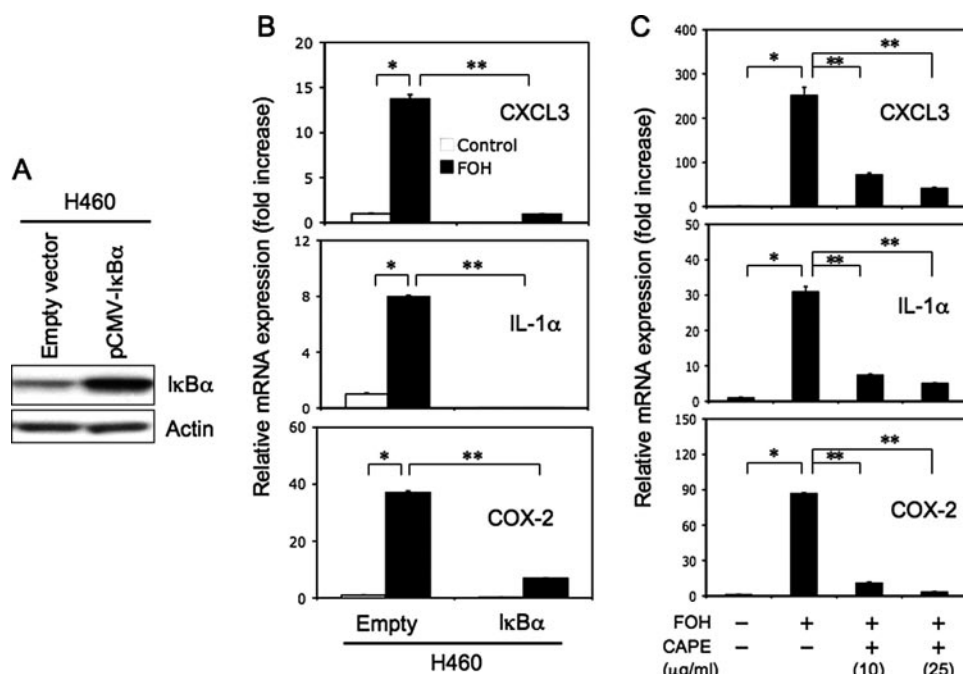 A
H460
Empty vector
pCMV-IκBα
IκBα
Actin
B
Relative mRNA expression (fold increase)
20
15
10
5
0
* **
CXCL3
Control
FOH
12
8
4
0
* **
IL-1α
60
40
20
0
* **
COX-2
Empty IκBα
H460
C
Relative mRNA expression (fold increase)
400
300
200
100
0
**
* **
CXCL3
50
40
30
20
10
0
**
* **
IL-1α
150
120
90
60
30
0
**
* **
COX-2
FOH − + + +
CAPE − − + +
(μg/ml) (10) (25)